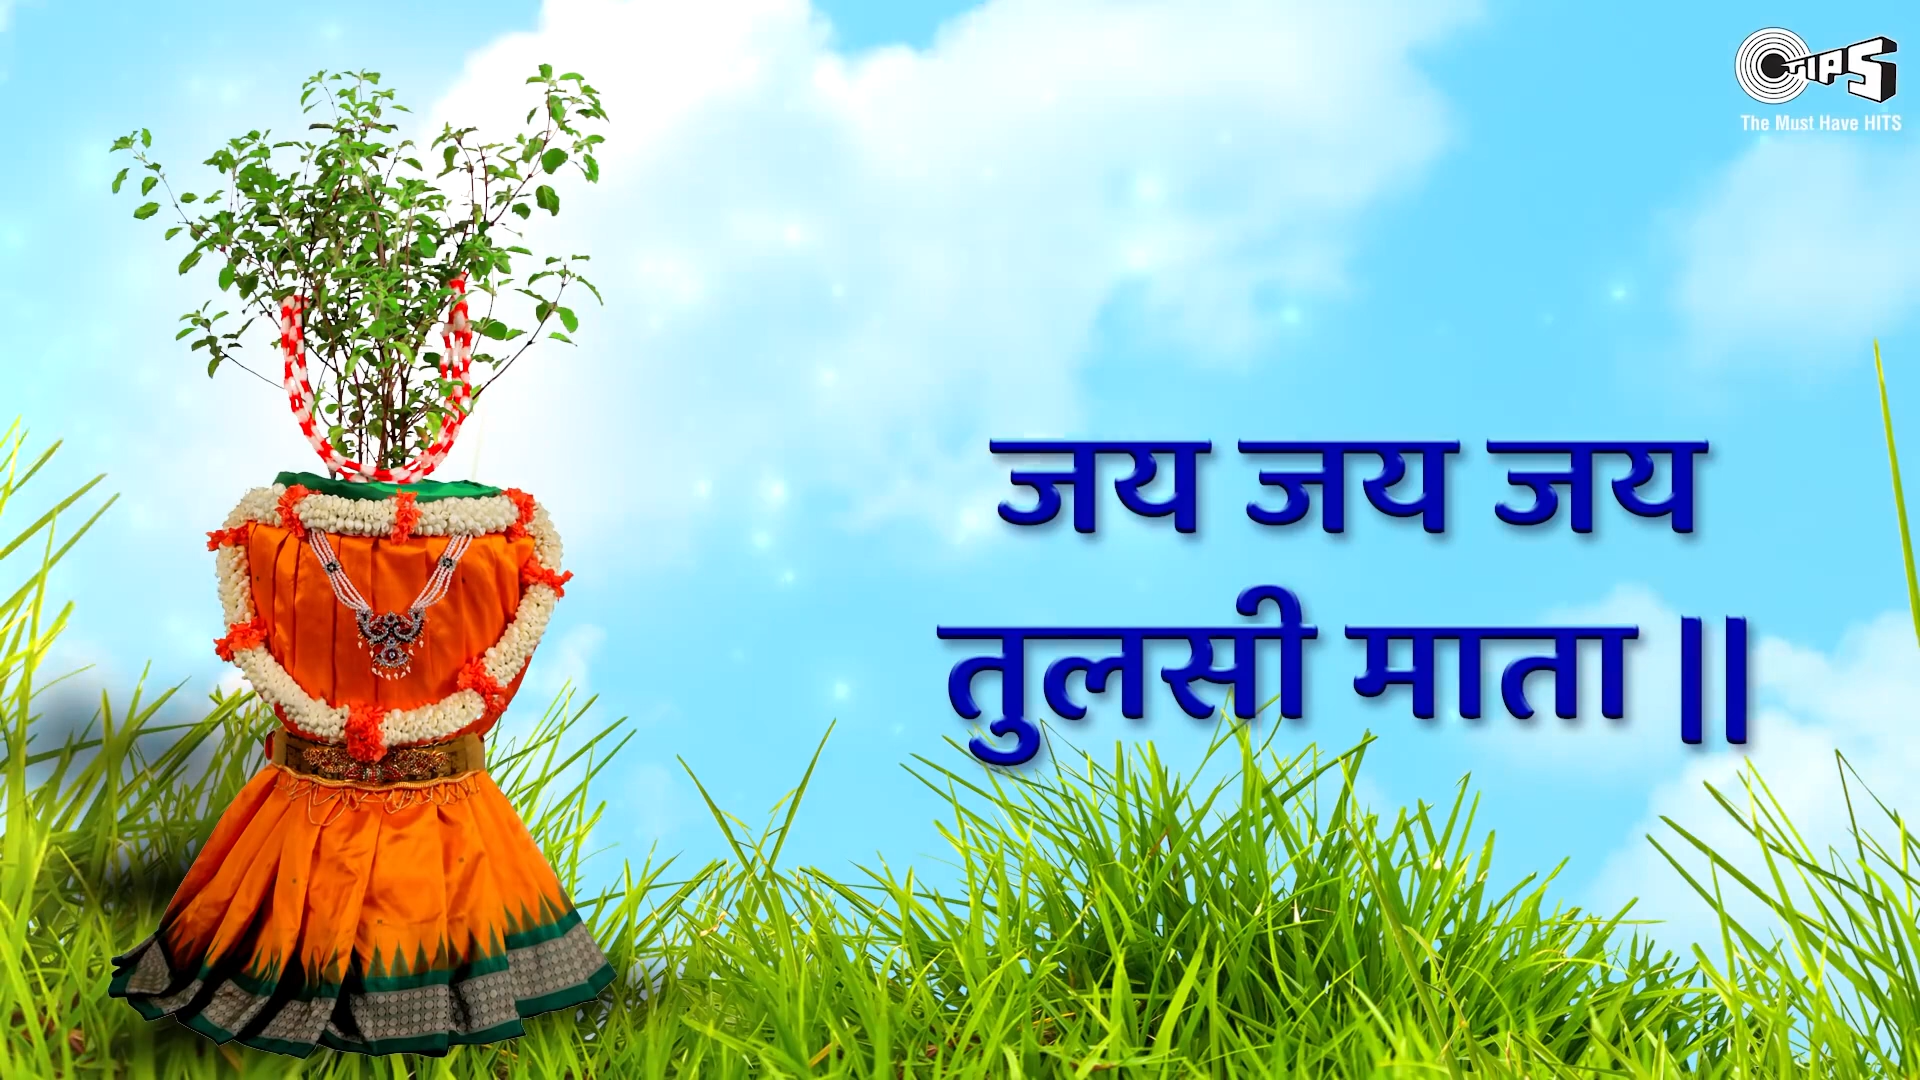 TIPS
The Must Have HITS
जय जय जय
तुलसी माता ||